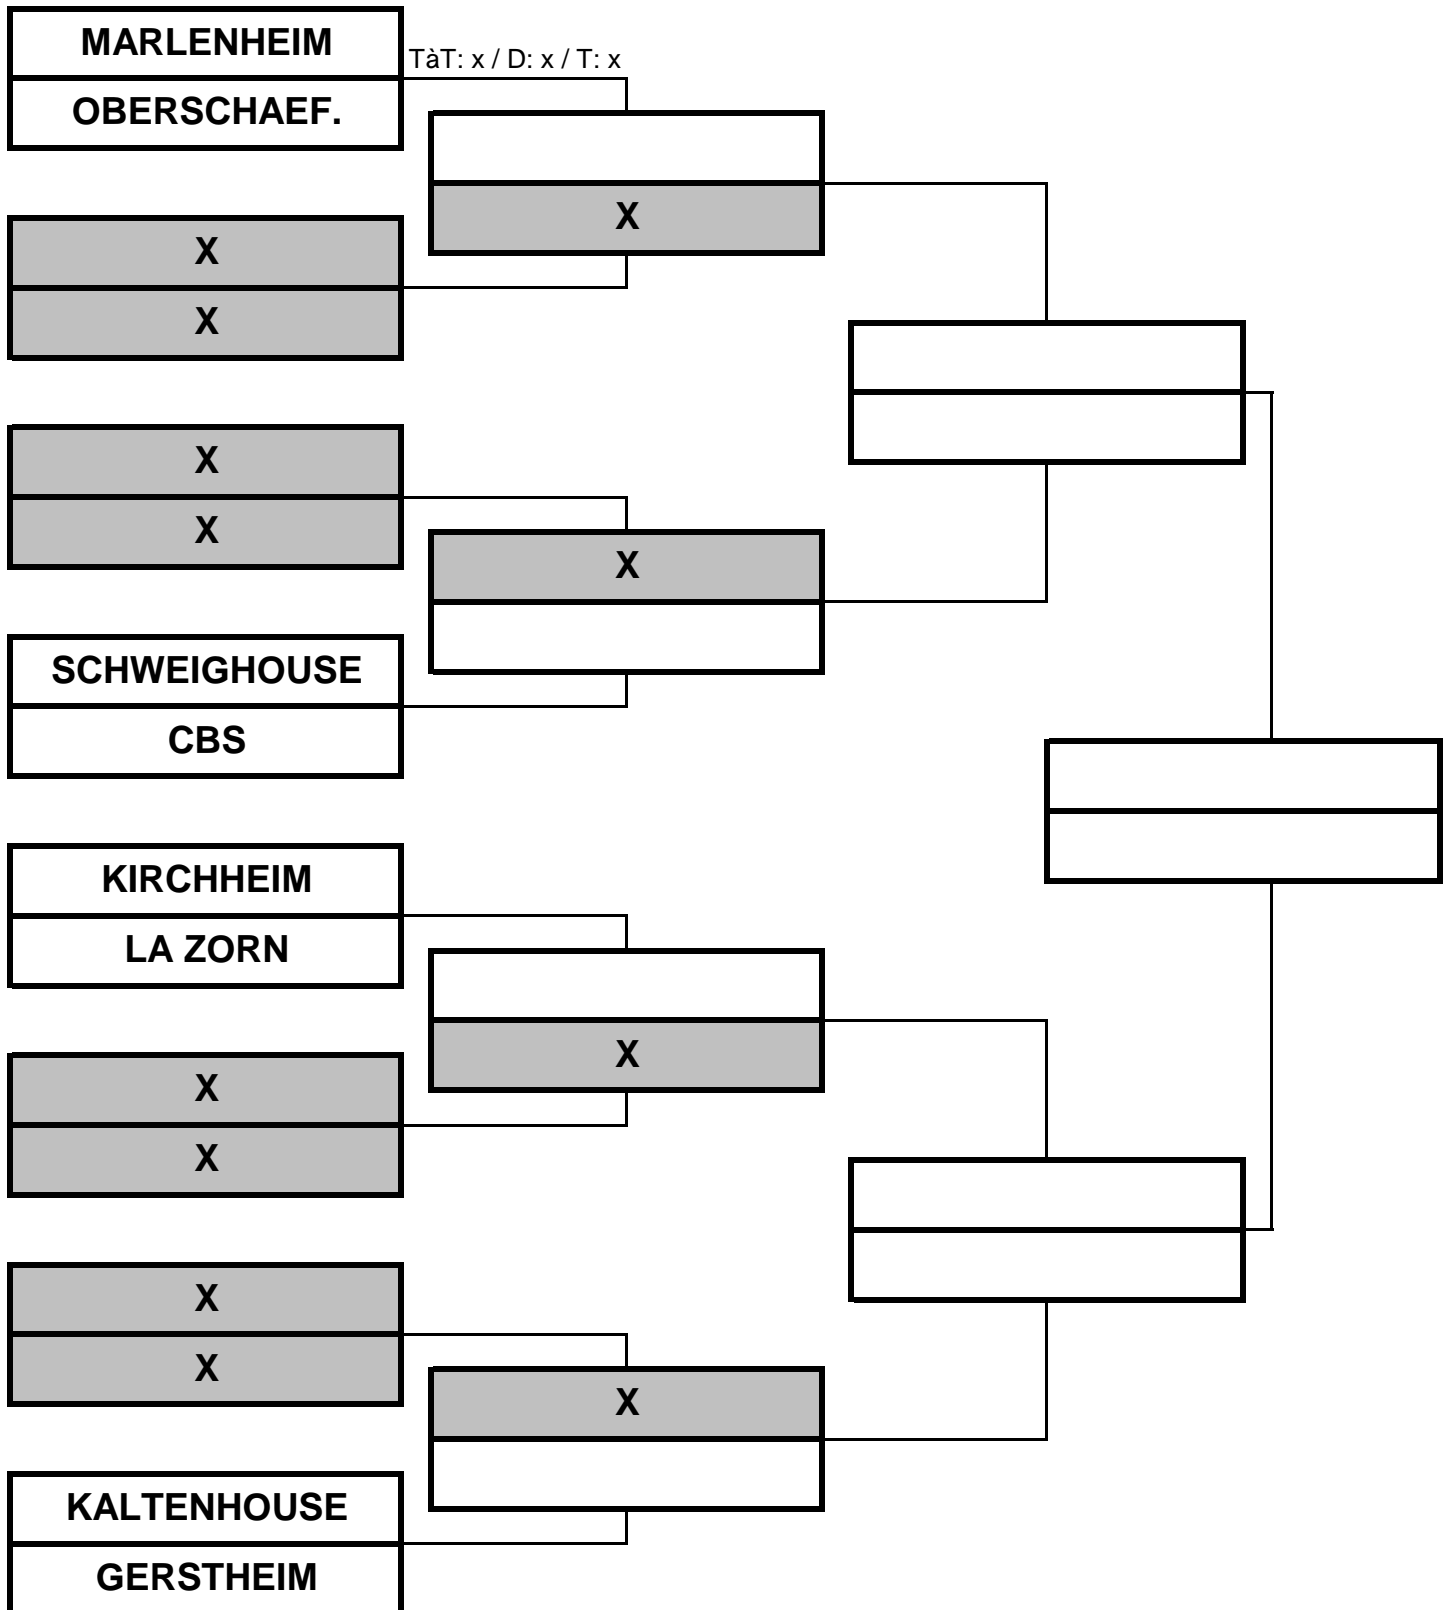 MARLENHEIM
TàT: x / D: x / T: x
OBERSCHAEF.
X
X
X
X
X
X
SCHWEIGHOUSE
CBS
KIRCHHEIM
LA ZORN
X
X
X
X
X
X
KALTENHOUSE
GERSTHEIM